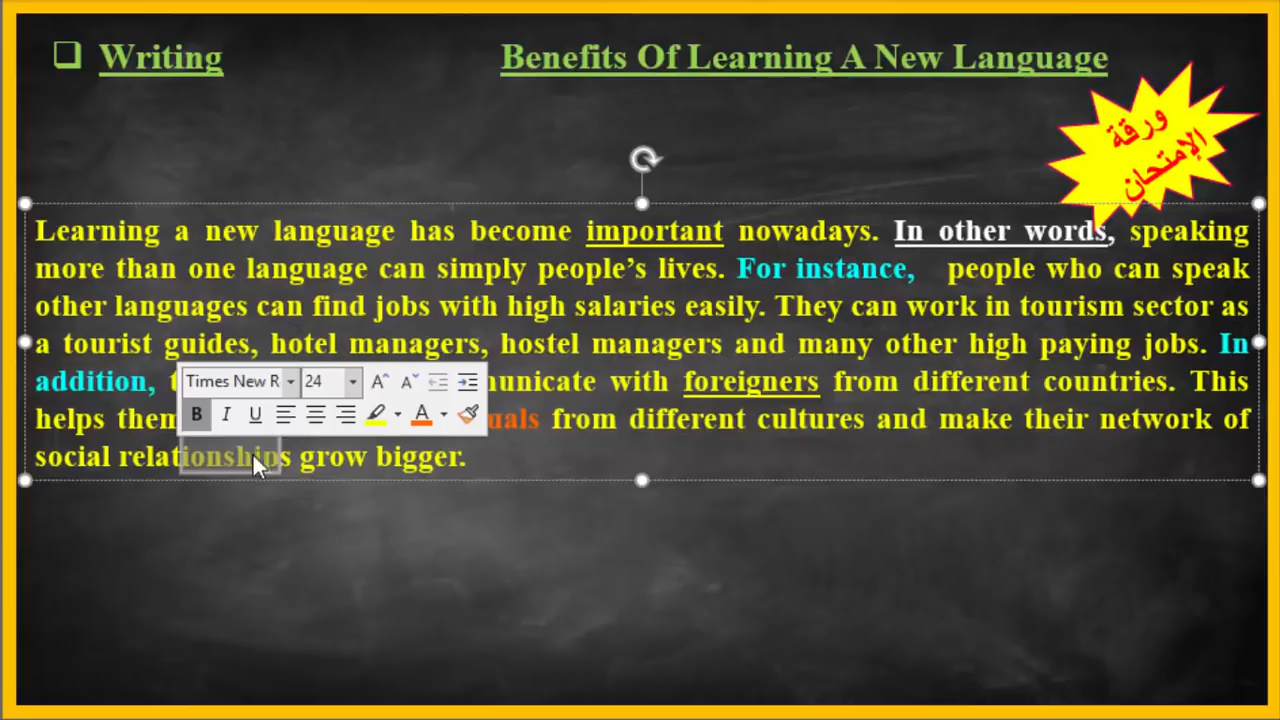 ❑ Writing Benefits Of Learning A New Language
ورقة
الإمتحان
Learning a new language has become important nowadays. In other words, speaking
more than one language can simply people’s lives. For instance, people who can speak
other languages can find jobs with high salaries easily. They can work in tourism sector as
a tourist guides, hotel managers, hostel managers and many other high paying jobs. In
addition, municate with foreigners from different countries. This
helps them uals from different cultures and make their network of
social relationships grow bigger.
Times New R 24
B I U A